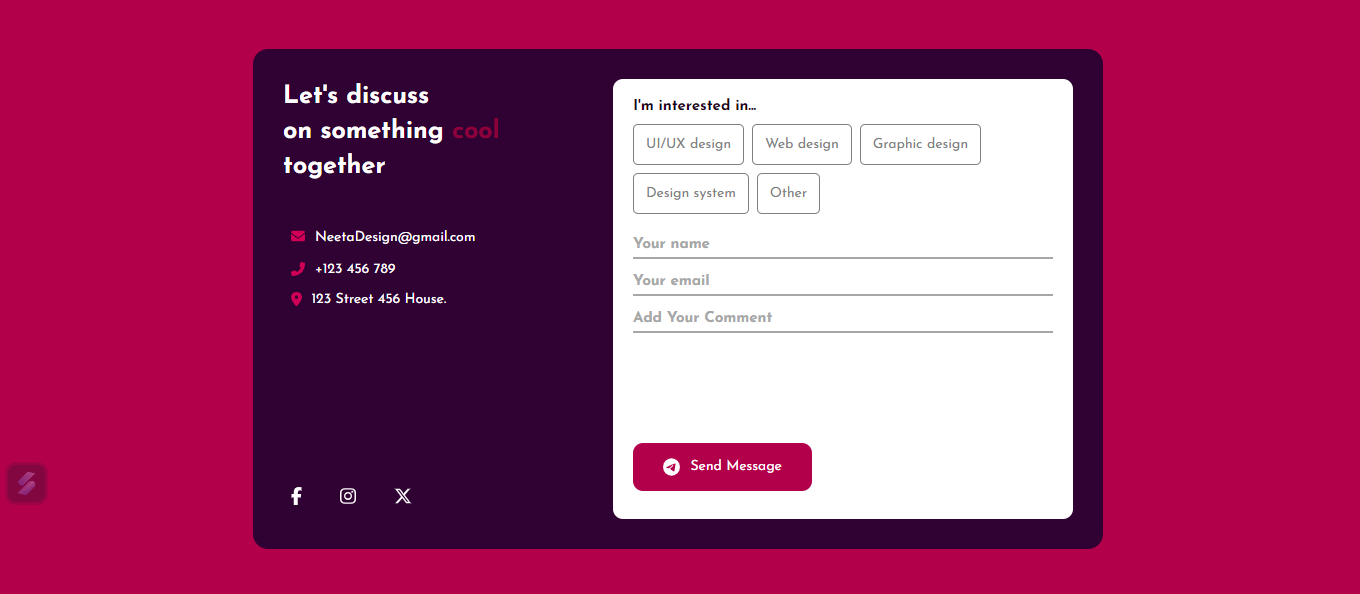 Let's discuss
on something cool
together
NeetaDesign@gmail.com
+123 456 789
123 Street 456 House.
I'm interested in...
UI/UX design Web design Graphic design
Design system Other
Your name
Your email
Add Your Comment
Send Message